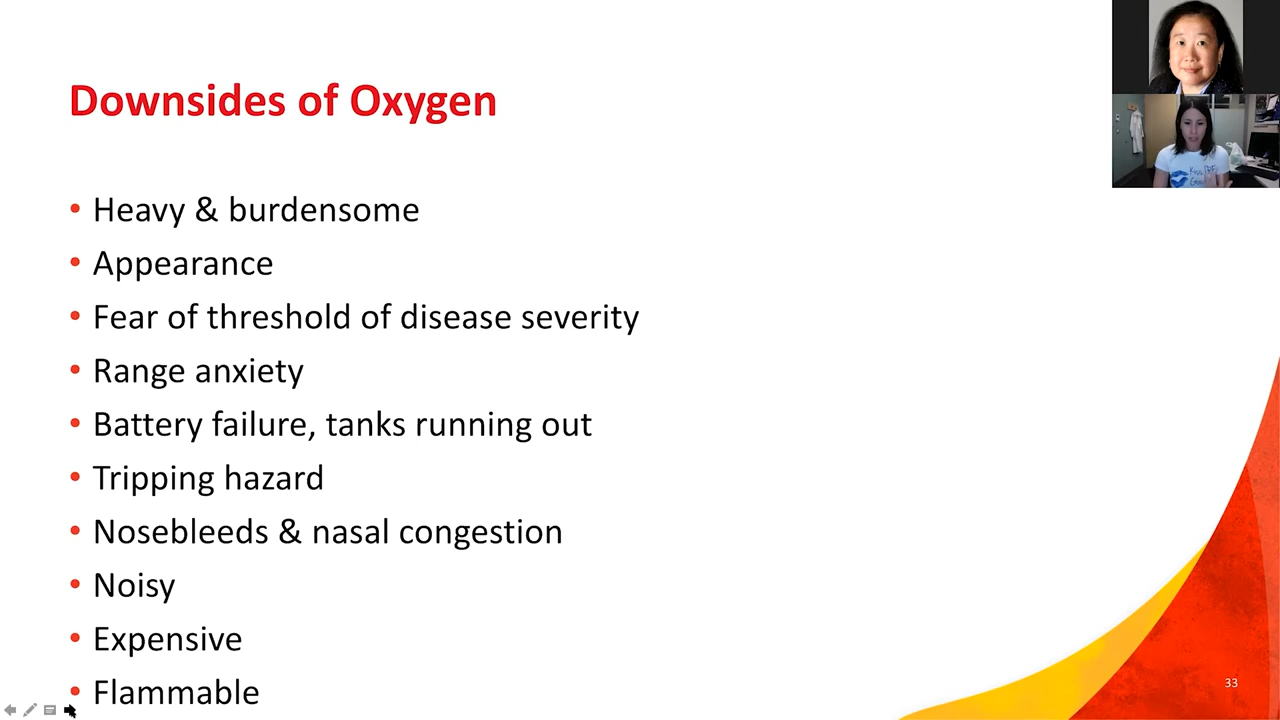 Downsides of Oxygen
• Heavy & burdensome
• Appearance
• Fear of threshold of disease severity
• Range anxiety
• Battery failure, tanks running out
• Tripping hazard
• Nosebleeds & nasal congestion
• Noisy
• Expensive
• Flammable
33